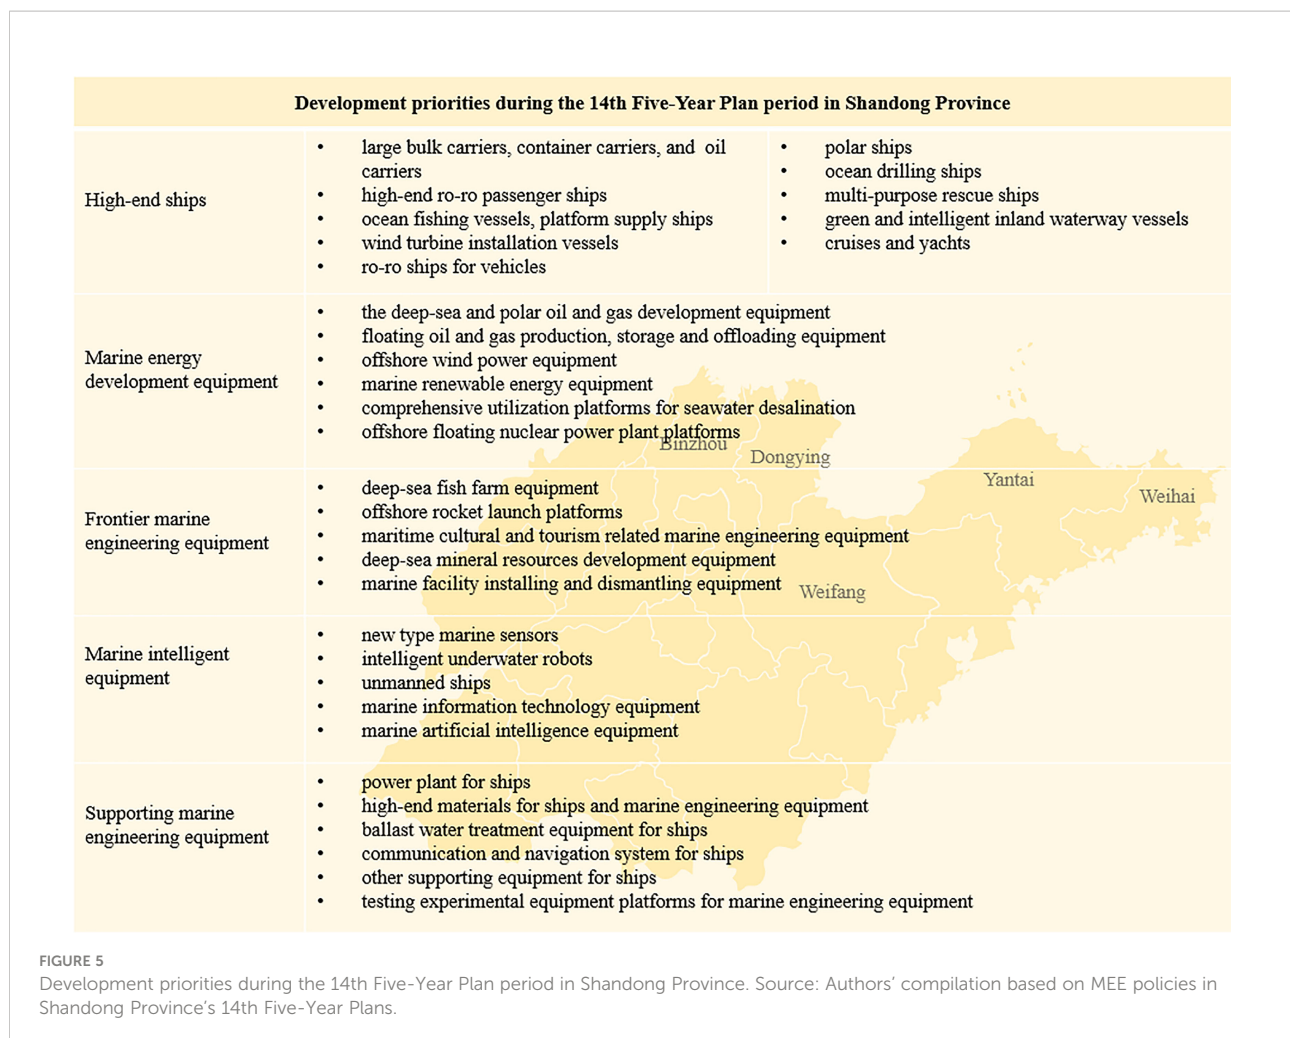 Development priorities during the 14th Five-Year Plan period in Shandong Province
High-end ships
• large bulk carriers, container carriers, and oil
carriers
• high-end ro-ro passenger ships
• ocean fishing vessels, platform supply ships
• wind turbine installation vessels
• ro-ro ships for vehicles
• polar ships
• ocean drilling ships
• multi-purpose rescue ships
• green and intelligent inland waterway vessels
• cruises and yachts
Marine energy
development equipment
• the deep-sea and polar oil and gas development equipment
• floating oil and gas production, storage and offloading equipment
• offshore wind power equipment
• marine renewable energy equipment
• comprehensive utilization platforms for seawater desalination
• offshore floating nuclear power plant platforms
Binzhou
Dongying
Yantai
Weihai
Frontier marine
engineering equipment
• deep-sea fish farm equipment
• offshore rocket launch platforms
• maritime cultural and tourism related marine engineering equipment
• deep-sea mineral resources development equipment
• marine facility installing and dismantling equipment
Weifang
Marine intelligent
equipment
• new type marine sensors
• intelligent underwater robots
• unmanned ships
• marine information technology equipment
• marine artificial intelligence equipment
Supporting marine
engineering equipment
• power plant for ships
• high-end materials for ships and marine engineering equipment
• ballast water treatment equipment for ships
• communication and navigation system for ships
• other supporting equipment for ships
• testing experimental equipment platforms for marine engineering equipment
FIGURE 5
Development priorities during the 14th Five-Year Plan period in Shandong Province. Source: Authors’ compilation based on MEE policies in
Shandong Province’s 14th Five-Year Plans.